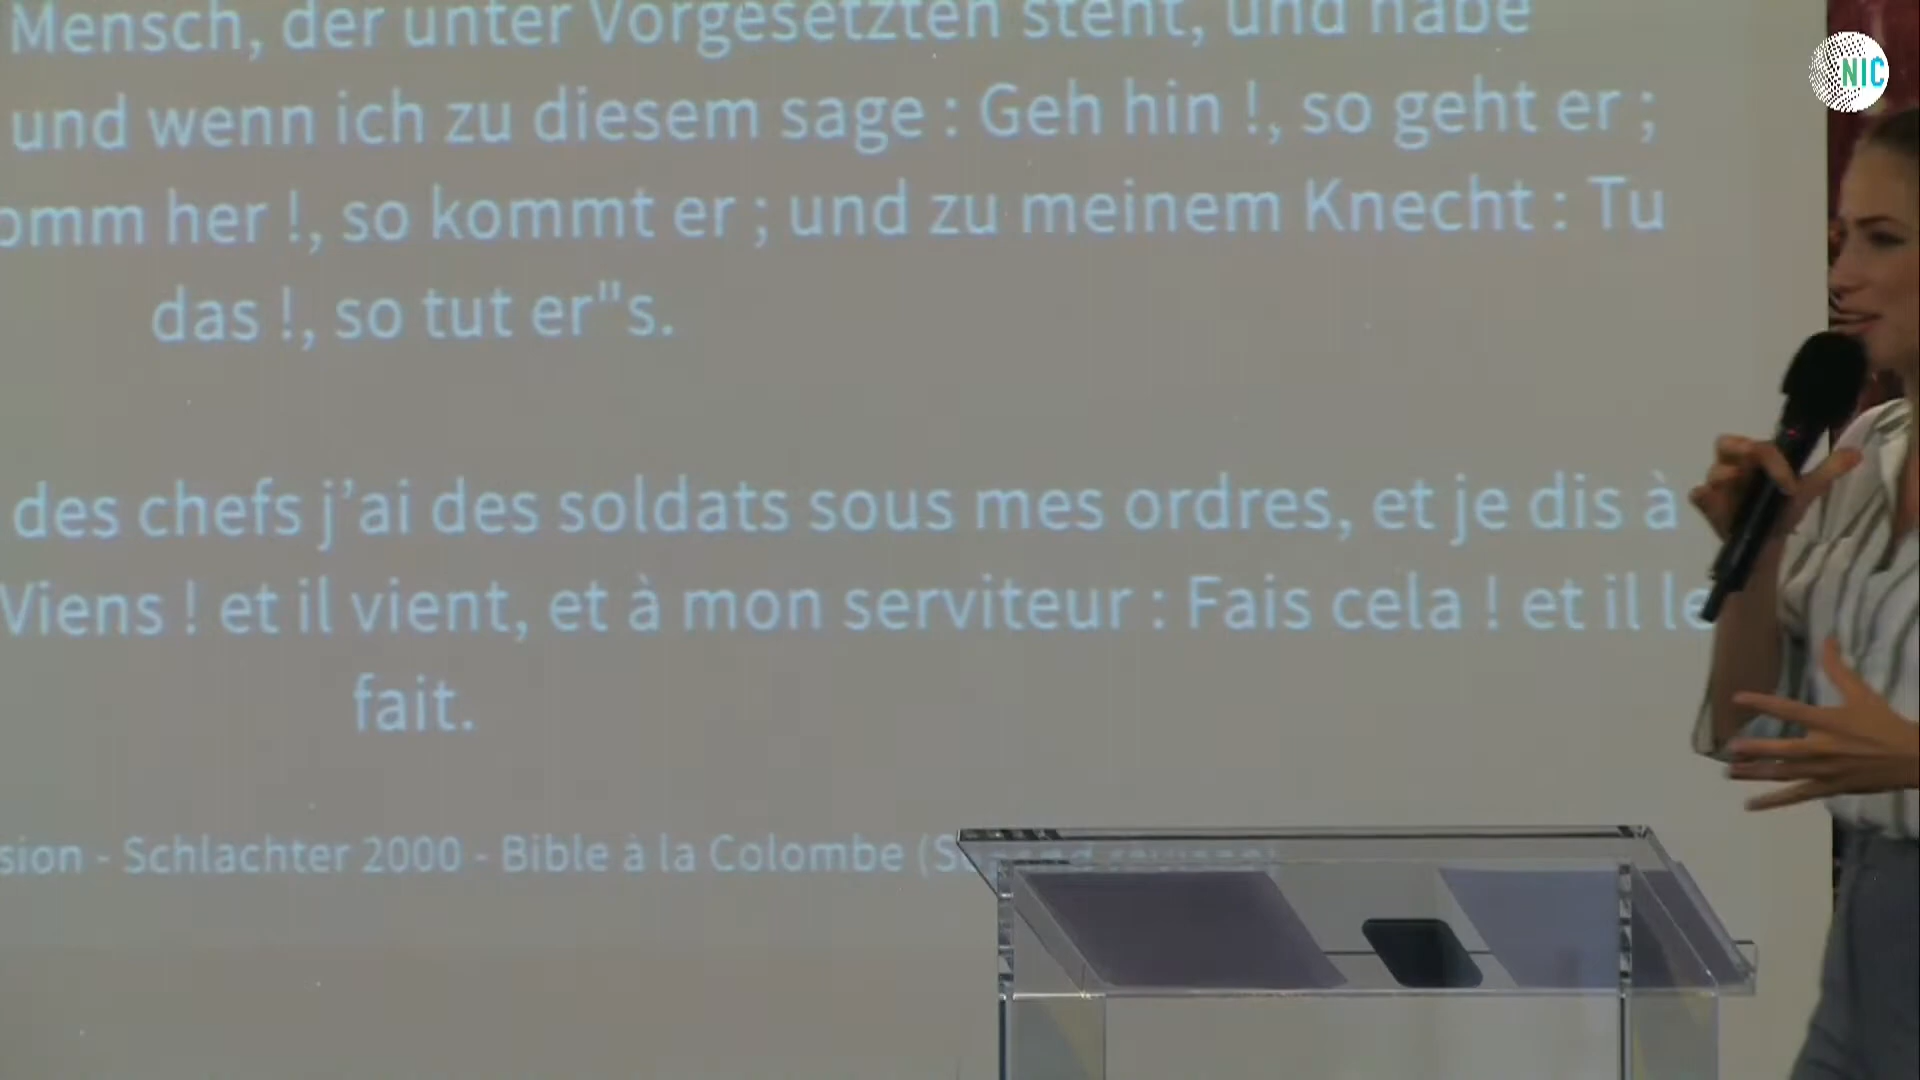 Mensch, der unter Vorgesetzten steht, und habe
und wenn ich zu diesem sage : Geh hin !, so geht er ;
omm her !, so kommt er ; und zu meinem Knecht : Tu
das !, so tut er"s.
des chefs j’ai des soldats sous mes ordres, et je dis à
Viens ! et il vient, et à mon serviteur : Fais cela ! et il le
fait.
sion - Schlachter 2000 - Bible à la Colombe (S
NIC